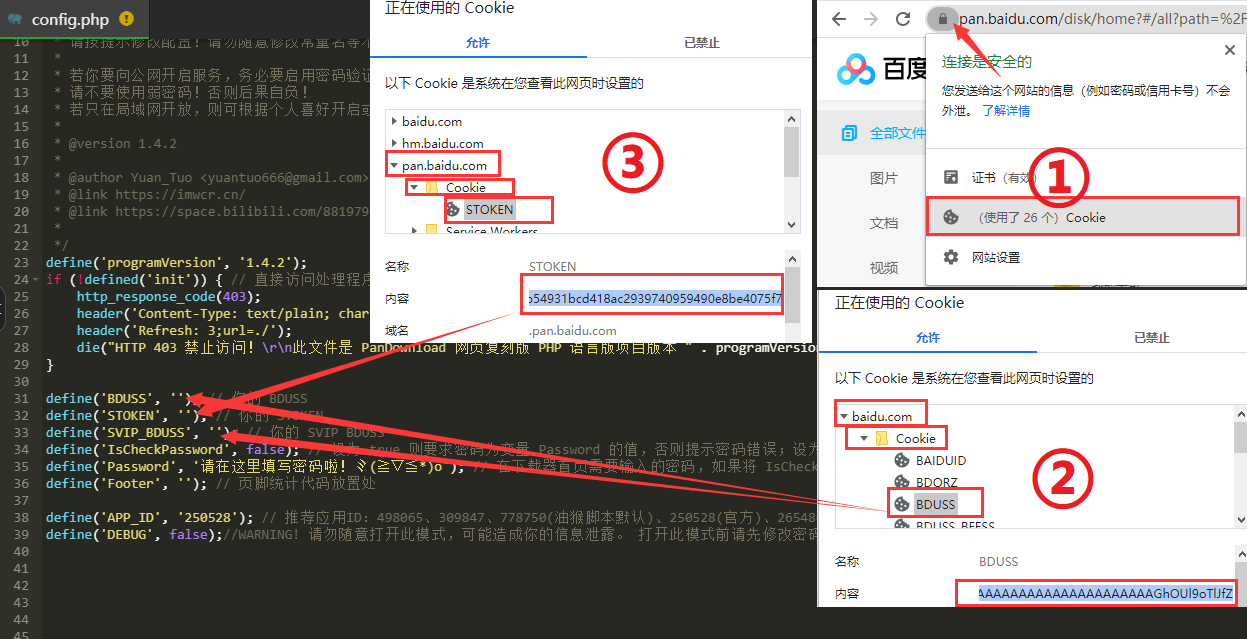 config.php
10 * 请按提示修改配置！请勿随意修改常量名等
11 *
12 * 若你要向公网开启服务，务必要启用密码验证
13 * 请不要使用弱密码！否则后果自负！
14 * 若只在局域网开放，则可根据个人喜好开启或
15 *
16 * @version 1.4.2
17 *
18 * @author Yuan_Tuo <yuantuo666@gmail.com>
19 * @link https://imwcr.cn/
20 * @link https://space.bilibili.com/881979
21 *
22 */
23 define('programVersion', '1.4.2');
24 if (!defined('init')) { // 直接访问处理程序
25 http_response_code(403);
26 header('Content-Type: text/plain; char
27 header('Refresh: 3;url=./');
28 die("HTTP 403 禁止访问！\r\n此文件是 PanDownload 网页复刻版 PHP 语言版项目版本 " . programVersio
29 }
30
31 define('BDUSS', ''); // 你的 BDUSS
32 define('STOKEN', ''); // 你的 STOKEN
33 define('SVIP_BDUSS', ''); // 你的 SVIP BDUSS
34 define('IsCheckPassword', false); // 设为 true 则要求密码为变量 Password 的值，否则提示密码错误；设为
35 define('Password', '请在这里填写密码啦！彡(≧▽≦*)o'); // 在下载器首页需要输入的密码，如果将 IsCheck
36 define('Footer', ''); // 页脚统计代码放置处
37
38 define('APP_ID', '250528'); // 推荐应用ID：498065、309847、778750(油猴脚本默认)、250528(官方)、26548
39 define('DEBUG', false);//WARNING! 请勿随意打开此模式，可能造成你的信息泄露。 打开此模式前请先修改密码
40
41
42
43
44
45
正在使用的 Cookie
允许 已禁止
以下 Cookie 是系统在您查看此网页时设置的
baidu.com
hm.baidu.com
pan.baidu.com
Cookie
STOKEN
Service Workers
③
名称 STOKEN
内容 54931bcd418ac2939740959490e8be4075f7
域名 .pan.baidu.com
pan.baidu.com/disk/home?#/all?path=%2F
百度
全部文件
图片
文档
视频
连接是安全的
您发送给这个网站的信息（例如密码或信用卡号）不会
外泄。 了解详情
证书（有效）
①
（使用了 26 个）Cookie
网站设置
正在使用的 Cookie
允许 已禁止
以下 Cookie 是系统在您查看此网页时设置的
baidu.com
Cookie
BAIDUID
BDORZ
BDUSS
BDUSS_BFESS
②
名称 BDUSS
内容 AAAAAAAAAAAAAAAAAAAAAAGhOUl9oTlJfZ